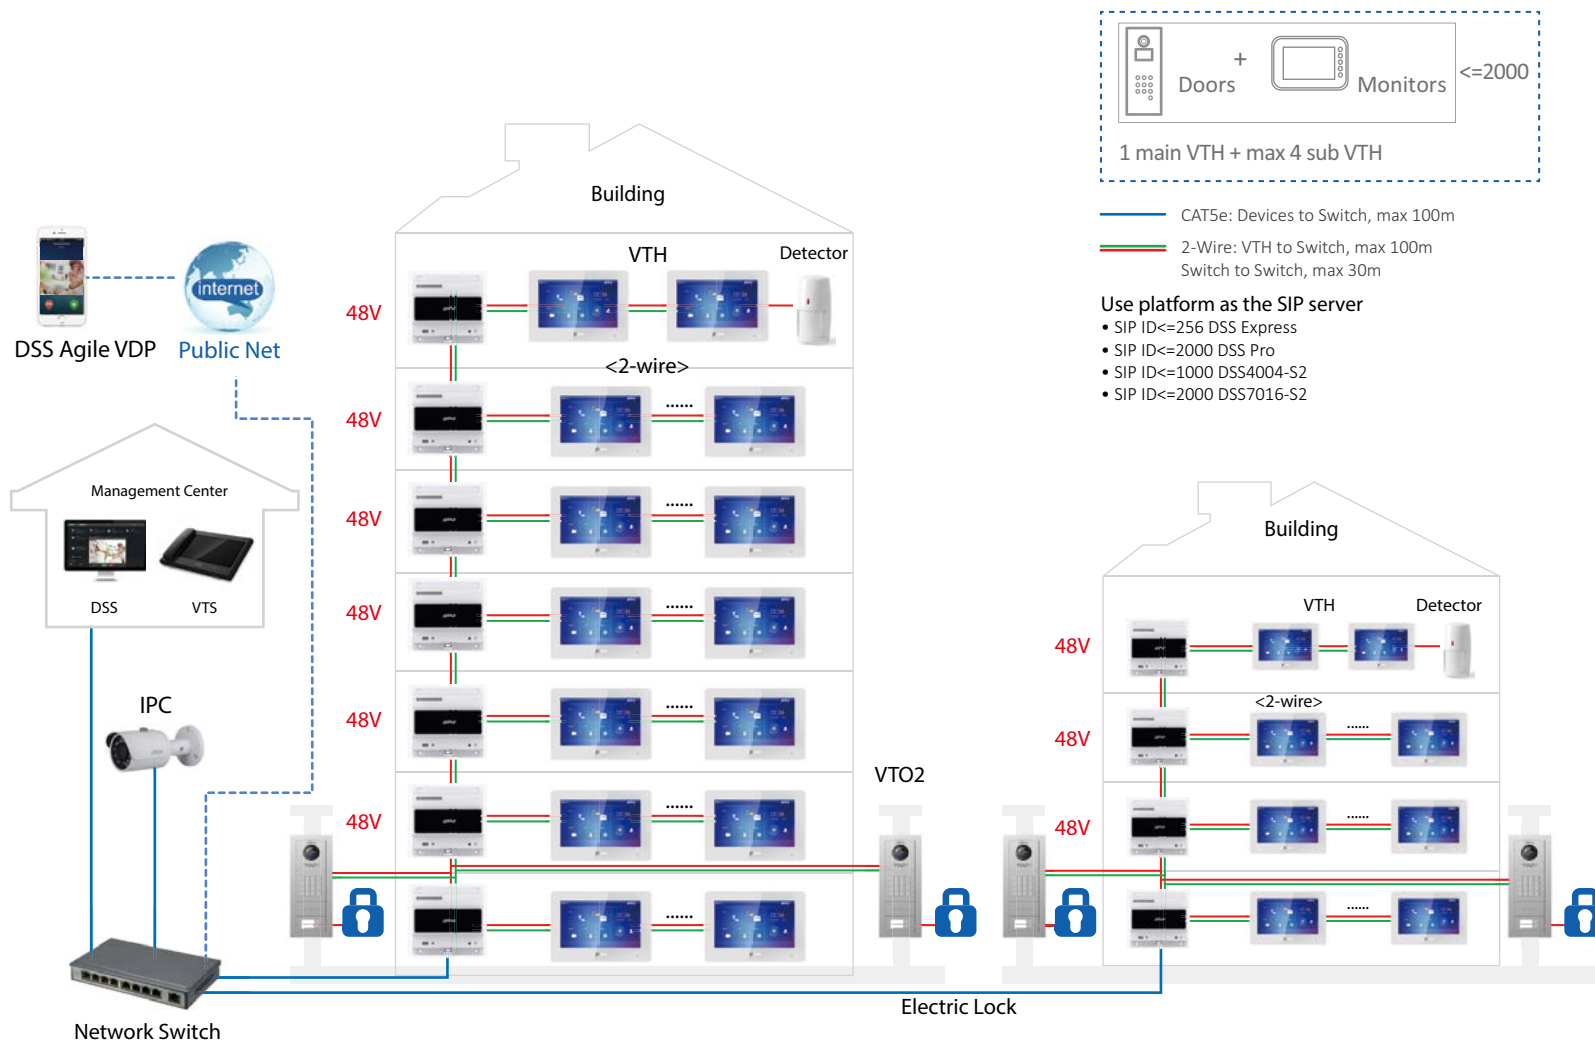 Doors
+
Monitors
<=2000
1 main VTH + max 4 sub VTH
CAT5e: Devices to Switch, max 100m
2-Wire: VTH to Switch, max 100m
Switch to Switch, max 30m
Use platform as the SIP server
• SIP ID<=256 DSS Express
• SIP ID<=2000 DSS Pro
• SIP ID<=1000 DSS4004-S2
• SIP ID<=2000 DSS7016-S2
Building
VTH
Detector
48V
<2-wire>
48V
......
48V
......
48V
......
48V
......
48V
......
......
internet
DSS Agile VDP
Public Net
Management Center
DSS
VTS
IPC
Network Switch
VTO2
Electric Lock
Building
VTH
Detector
48V
<2-wire>
48V
......
48V
......
......